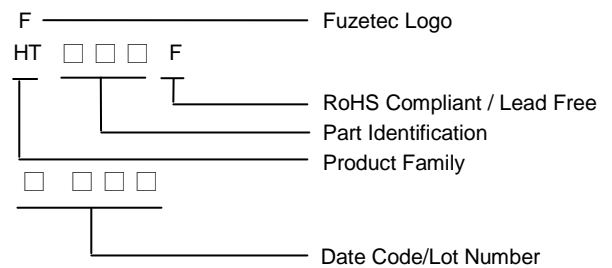 F Fuzetec Logo
HT □ □ □ F
RoHS Compliant / Lead Free
Part Identification
Product Family
□ □ □ □
Date Code/Lot Number